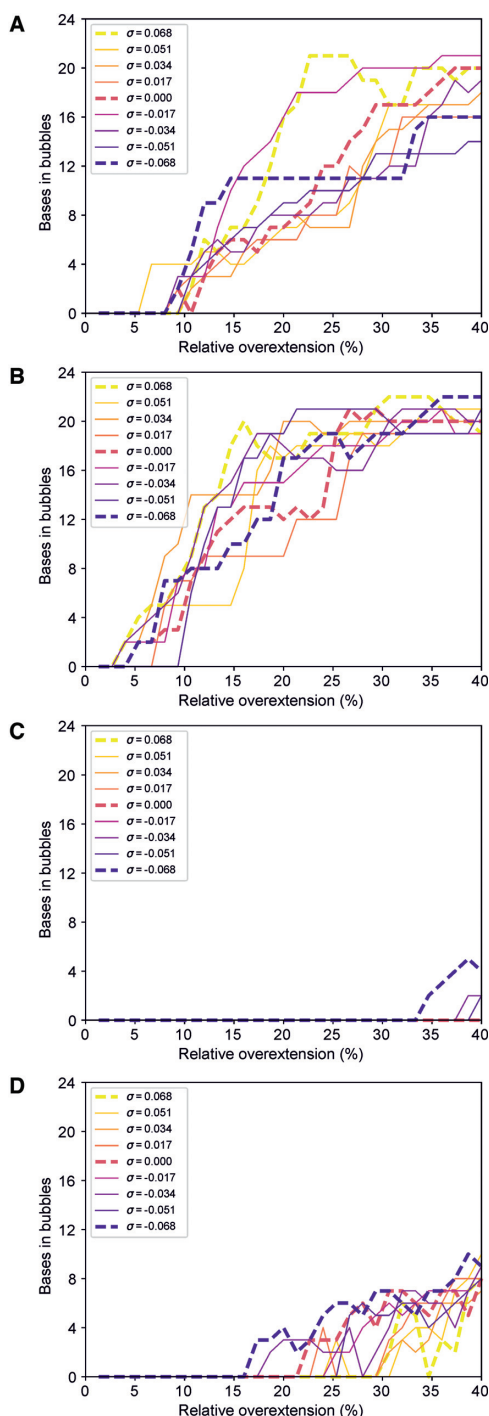 A
24
20
16
12
8
4
0
Bases in bubbles
σ = 0.068
σ = 0.051
σ = 0.034
σ = 0.017
σ = 0.000
σ = -0.017
σ = -0.034
σ = -0.051
σ = -0.068
0 5 10 15 20 25 30 35 40
Relative overextension (%)
B
24
20
16
12
8
4
0
Bases in bubbles
σ = 0.068
σ = 0.051
σ = 0.034
σ = 0.017
σ = 0.000
σ = -0.017
σ = -0.034
σ = -0.051
σ = -0.068
0 5 10 15 20 25 30 35 40
Relative overextension (%)
C
24
20
16
12
8
4
0
Bases in bubbles
σ = 0.068
σ = 0.051
σ = 0.034
σ = 0.017
σ = 0.000
σ = -0.017
σ = -0.034
σ = -0.051
σ = -0.068
0 5 10 15 20 25 30 35 40
Relative overextension (%)
D
24
20
16
12
8
4
0
Bases in bubbles
σ = 0.068
σ = 0.051
σ = 0.034
σ = 0.017
σ = 0.000
σ = -0.017
σ = -0.034
σ = -0.051
σ = -0.068
0 5 10 15 20 25 30 35 40
Relative overextension (%)